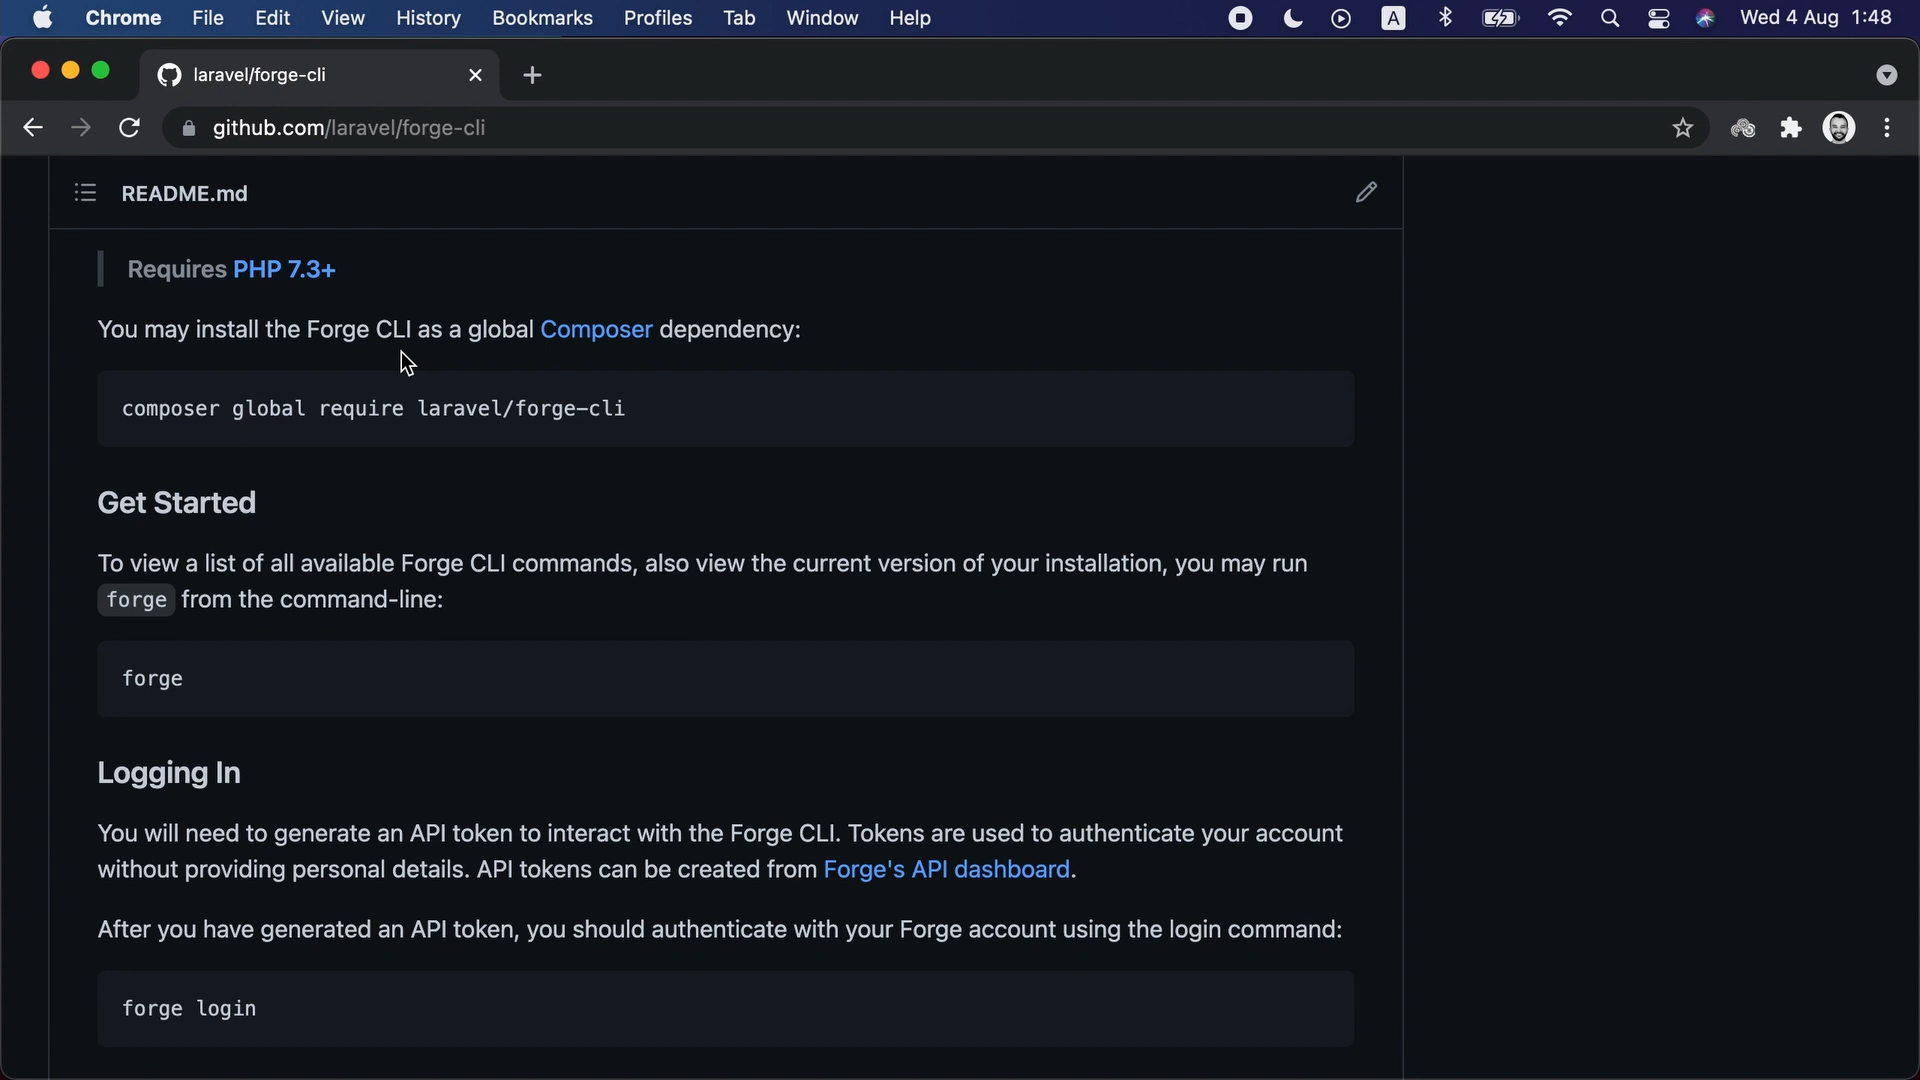 Chrome File Edit View History Bookmarks Profiles Tab Window Help A Wed 4 Aug 1:48
laravel/forge-cli
github.com/laravel/forge-cli
README.md
Requires PHP 7.3+
You may install the Forge CLI as a global Composer dependency:
composer global require laravel/forge-cli
Get Started
To view a list of all available Forge CLI commands, also view the current version of your installation, you may run
forge from the command-line:
forge
Logging In
You will need to generate an API token to interact with the Forge CLI. Tokens are used to authenticate your account
without providing personal details. API tokens can be created from Forge's API dashboard.
After you have generated an API token, you should authenticate with your Forge account using the login command:
forge login